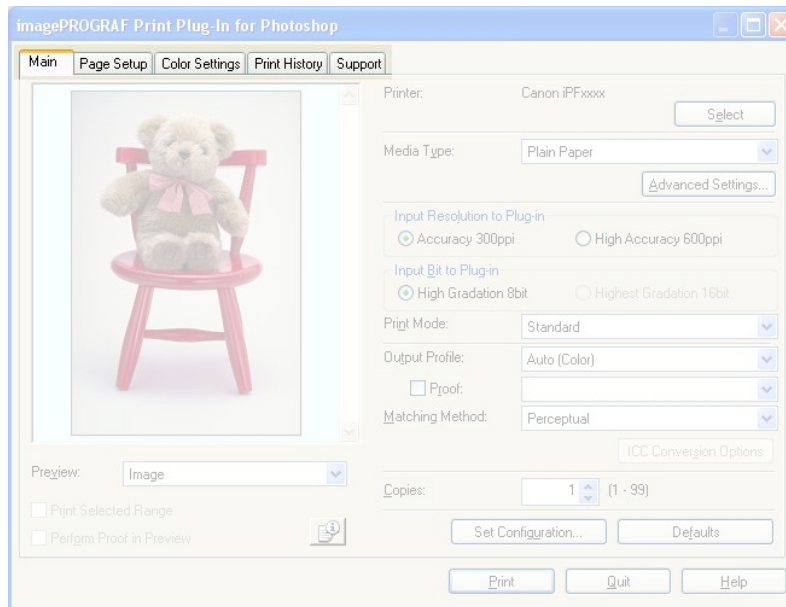 imagePROGRAF Print Plug-In for Photoshop
Main Page Setup Color Settings Print History Support
Printer: Canon iPFxxxx
Select
Media Type: Plain Paper
Advanced Settings...
Input Resolution to Plug-in
Accuracy 300ppi High Accuracy 600ppi
Input Bit to Plug-in
High Gradation 8bit Highest Gradation 16bit
Print Mode: Standard
Output Profile: Auto (Color)
Proof:
Matching Method: Perceptual
ICC Conversion Options
Preview: Image
Copies: 1 (1 - 99)
Print Selected Range
Perform Proof in Preview
Set Configuration... Defaults
Print Quit Help